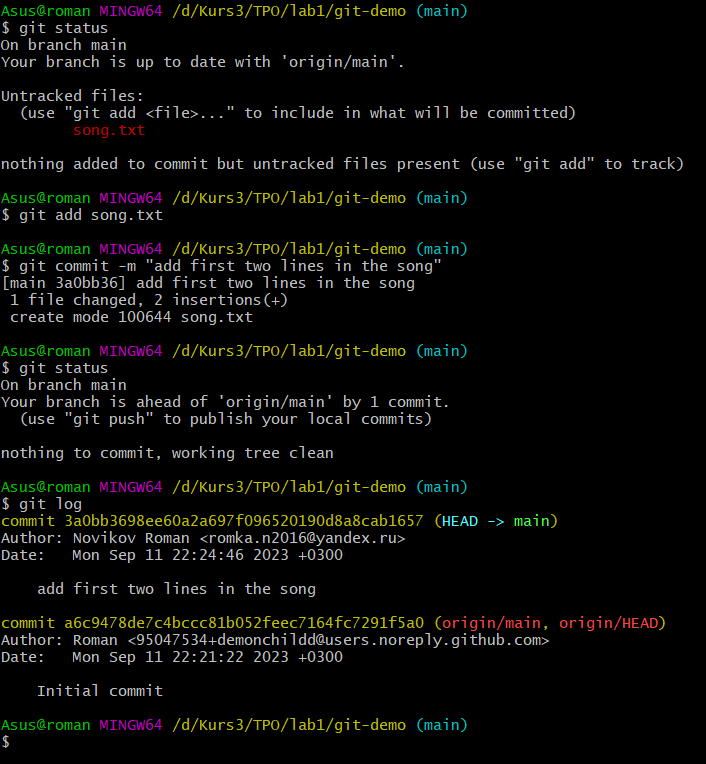 Asus@roman MINGW64 /d/Kurs3/TPO/lab1/git-demo (main)
$ git status
On branch main
Your branch is up to date with 'origin/main'.

Untracked files:
  (use "git add <file>..." to include in what will be committed)
        song.txt

nothing added to commit but untracked files present (use "git add" to track)

Asus@roman MINGW64 /d/Kurs3/TPO/lab1/git-demo (main)
$ git add song.txt

Asus@roman MINGW64 /d/Kurs3/TPO/lab1/git-demo (main)
$ git commit -m "add first two lines in the song"
[main 3a0bb36] add first two lines in the song
 1 file changed, 2 insertions(+)
 create mode 100644 song.txt

Asus@roman MINGW64 /d/Kurs3/TPO/lab1/git-demo (main)
$ git status
On branch main
Your branch is ahead of 'origin/main' by 1 commit.
  (use "git push" to publish your local commits)

nothing to commit, working tree clean

Asus@roman MINGW64 /d/Kurs3/TPO/lab1/git-demo (main)
$ git log
commit 3a0bb3698ee60a2a697f096520190d8a8cab1657 (HEAD -> main)
Author: Novikov Roman <romka.n2016@yandex.ru>
Date:   Mon Sep 11 22:24:46 2023 +0300

    add first two lines in the song

commit a6c9478de7c4bccc81b052feec7164fc7291f5a0 (origin/main, origin/HEAD)
Author: Roman <95047534+demonchildd@users.noreply.github.com>
Date:   Mon Sep 11 22:21:22 2023 +0300

    Initial commit

Asus@roman MINGW64 /d/Kurs3/TPO/lab1/git-demo (main)
$